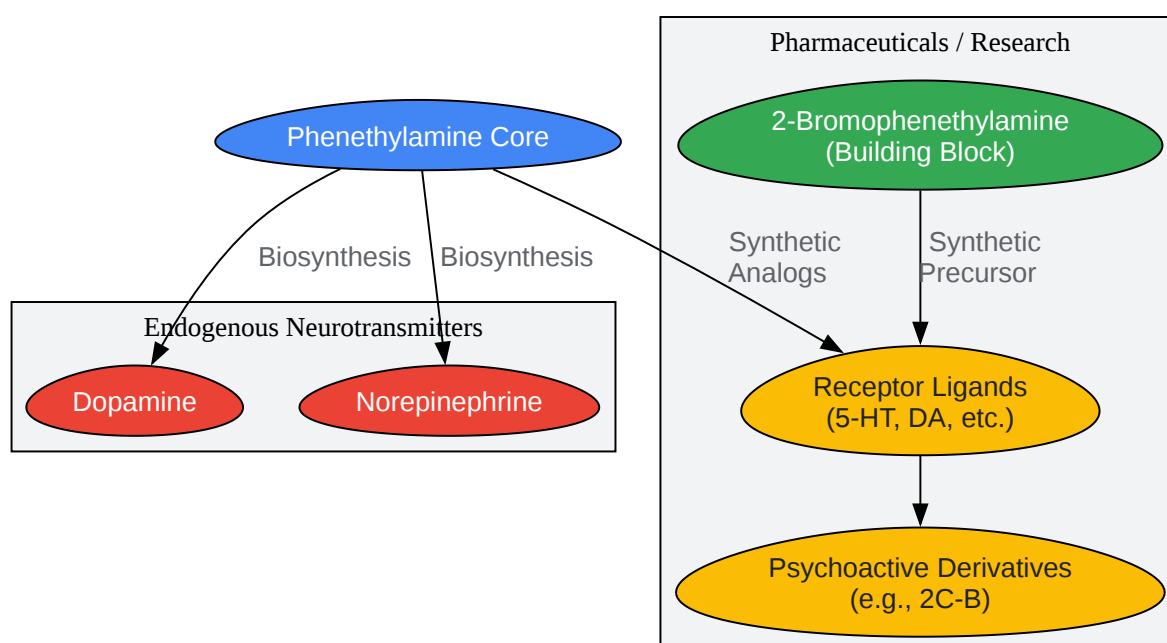 Pharmaceuticals / Research
Phenethylamine Core
2-Bromophenethylamine
(Building Block)
Biosynthesis
Biosynthesis
Synthetic
Analogs
Synthetic
Precursor
Endogenous Neurotransmitters
Dopamine
Norepinephrine
Receptor Ligands
(5-HT, DA, etc.)
Psychoactive Derivatives
(e.g., 2C-B)